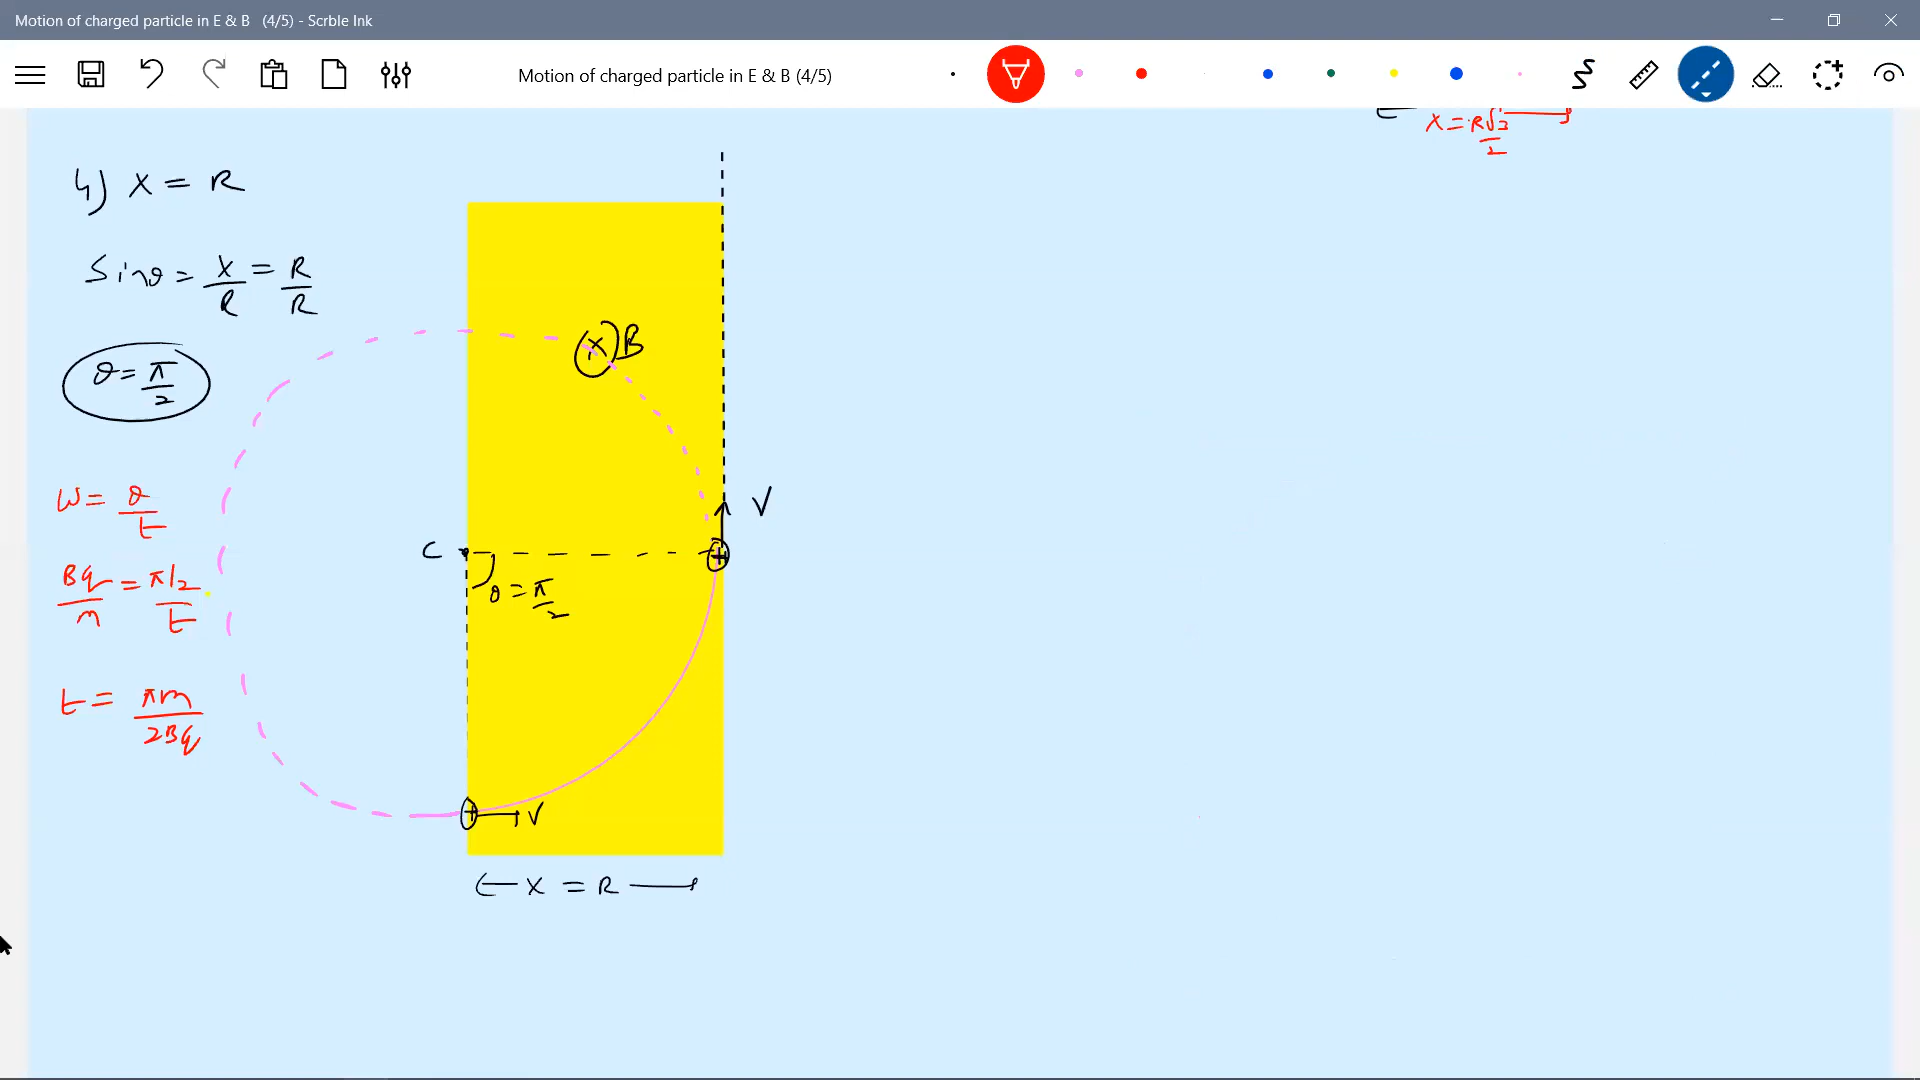 Motion of charged particle in E & B (4/5) - Scrble Ink
Motion of charged particle in E & B (4/5)
X = R√3/2
4) X = R
Sinθ = X/R = R/R
θ = π/2
B
ω = θ/t
V
C
θ = π/2
Bq/m = π/2/t
t = πm/2Bq
V
X = R